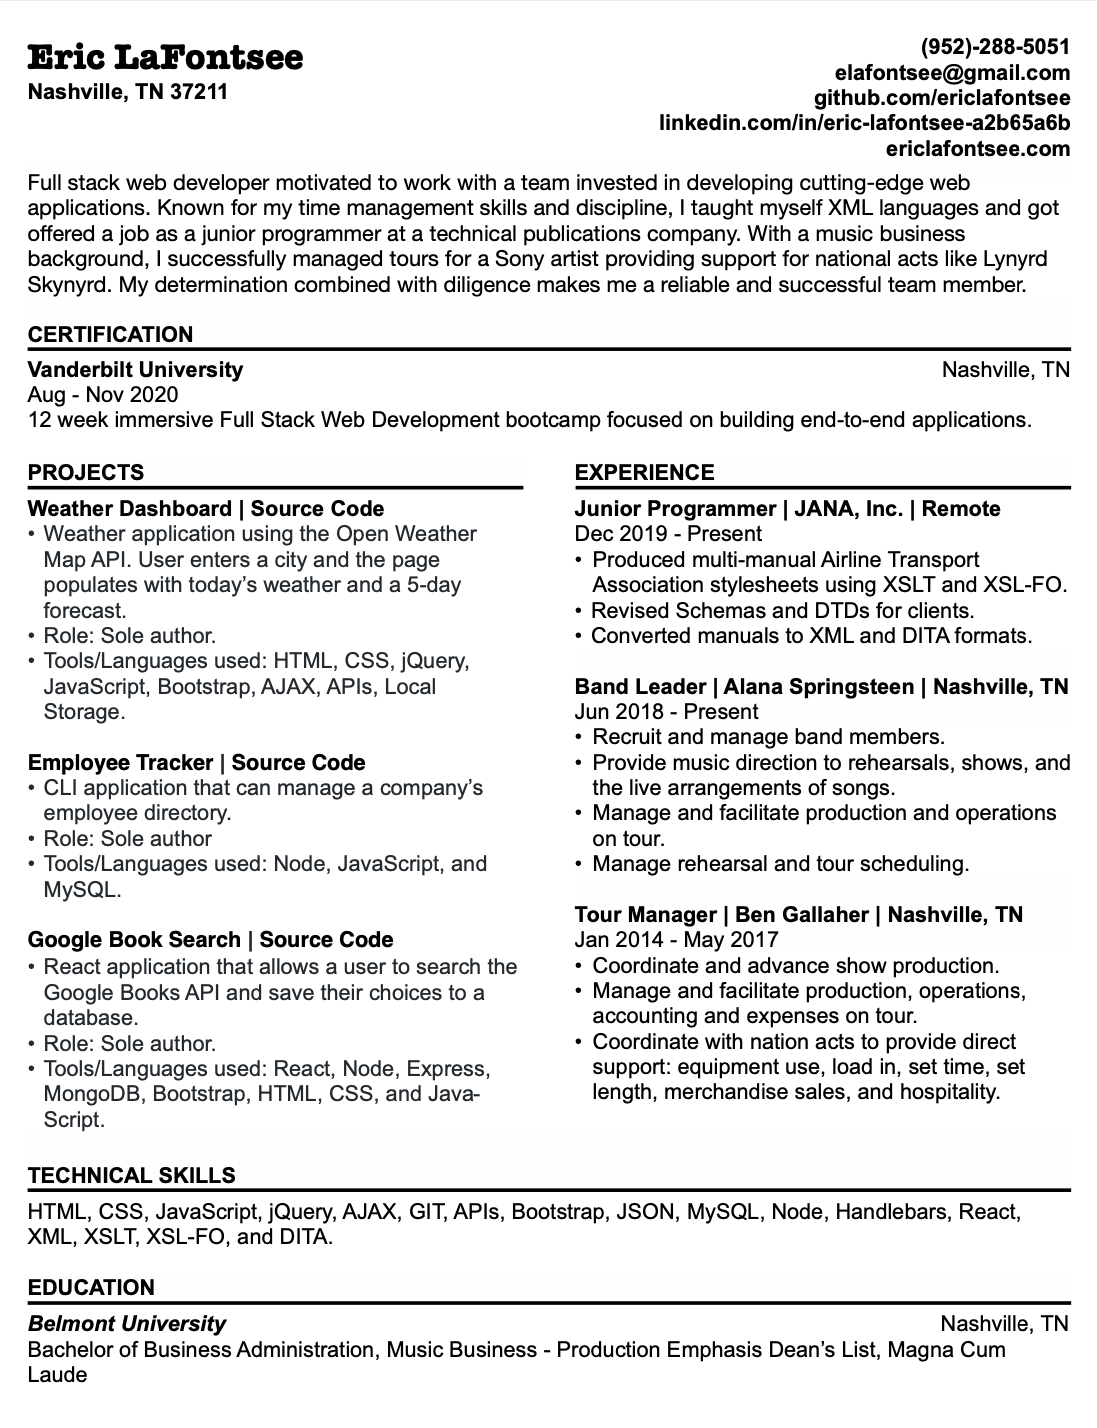 Eric LaFontsee
Nashville, TN 37211
(952)-288-5051
elafontsee@gmail.com
github.com/ericlafontsee
linkedin.com/in/eric-lafontsee-a2b65a6b
ericlafontsee.com
Full stack web developer motivated to work with a team invested in developing cutting-edge web
applications. Known for my time management skills and discipline, I taught myself XML languages and got
offered a job as a junior programmer at a technical publications company. With a music business
background, I successfully managed tours for a Sony artist providing support for national acts like Lynyrd
Skynyrd. My determination combined with diligence makes me a reliable and successful team member.
CERTIFICATION
Vanderbilt University
Nashville, TN
Aug - Nov 2020
12 week immersive Full Stack Web Development bootcamp focused on building end-to-end applications.
PROJECTS
Weather Dashboard | Source Code
• Weather application using the Open Weather
Map API. User enters a city and the page
populates with today’s weather and a 5-day
forecast.
• Role: Sole author.
• Tools/Languages used: HTML, CSS, jQuery,
JavaScript, Bootstrap, AJAX, APIs, Local
Storage.
Employee Tracker | Source Code
• CLI application that can manage a company’s
employee directory.
• Role: Sole author
• Tools/Languages used: Node, JavaScript, and
MySQL.
Google Book Search | Source Code
• React application that allows a user to search the
Google Books API and save their choices to a
database.
• Role: Sole author.
• Tools/Languages used: React, Node, Express,
MongoDB, Bootstrap, HTML, CSS, and Java-
Script.
EXPERIENCE
Junior Programmer | JANA, Inc. | Remote
Dec 2019 - Present
• Produced multi-manual Airline Transport
Association stylesheets using XSLT and XSL-FO.
• Revised Schemas and DTDs for clients.
• Converted manuals to XML and DITA formats.
Band Leader | Alana Springsteen | Nashville, TN
Jun 2018 - Present
• Recruit and manage band members.
• Provide music direction to rehearsals, shows, and
the live arrangements of songs.
• Manage and facilitate production and operations
on tour.
• Manage rehearsal and tour scheduling.
Tour Manager | Ben Gallaher | Nashville, TN
Jan 2014 - May 2017
• Coordinate and advance show production.
• Manage and facilitate production, operations,
accounting and expenses on tour.
• Coordinate with nation acts to provide direct
support: equipment use, load in, set time, set
length, merchandise sales, and hospitality.
TECHNICAL SKILLS
HTML, CSS, JavaScript, jQuery, AJAX, GIT, APIs, Bootstrap, JSON, MySQL, Node, Handlebars, React,
XML, XSLT, XSL-FO, and DITA.
EDUCATION
Belmont University
Nashville, TN
Bachelor of Business Administration, Music Business - Production Emphasis Dean’s List, Magna Cum
Laude